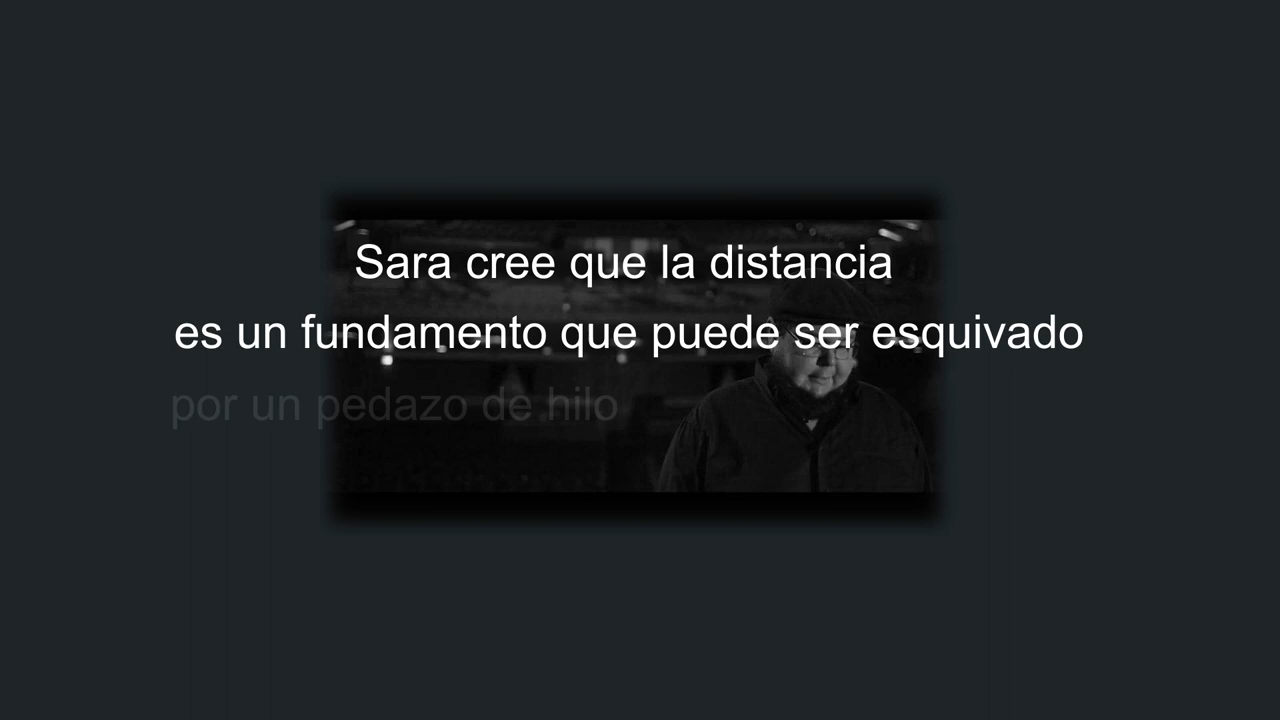 Sara cree que la distancia
es un fundamento que puede ser esquivado
por un pedazo de hilo